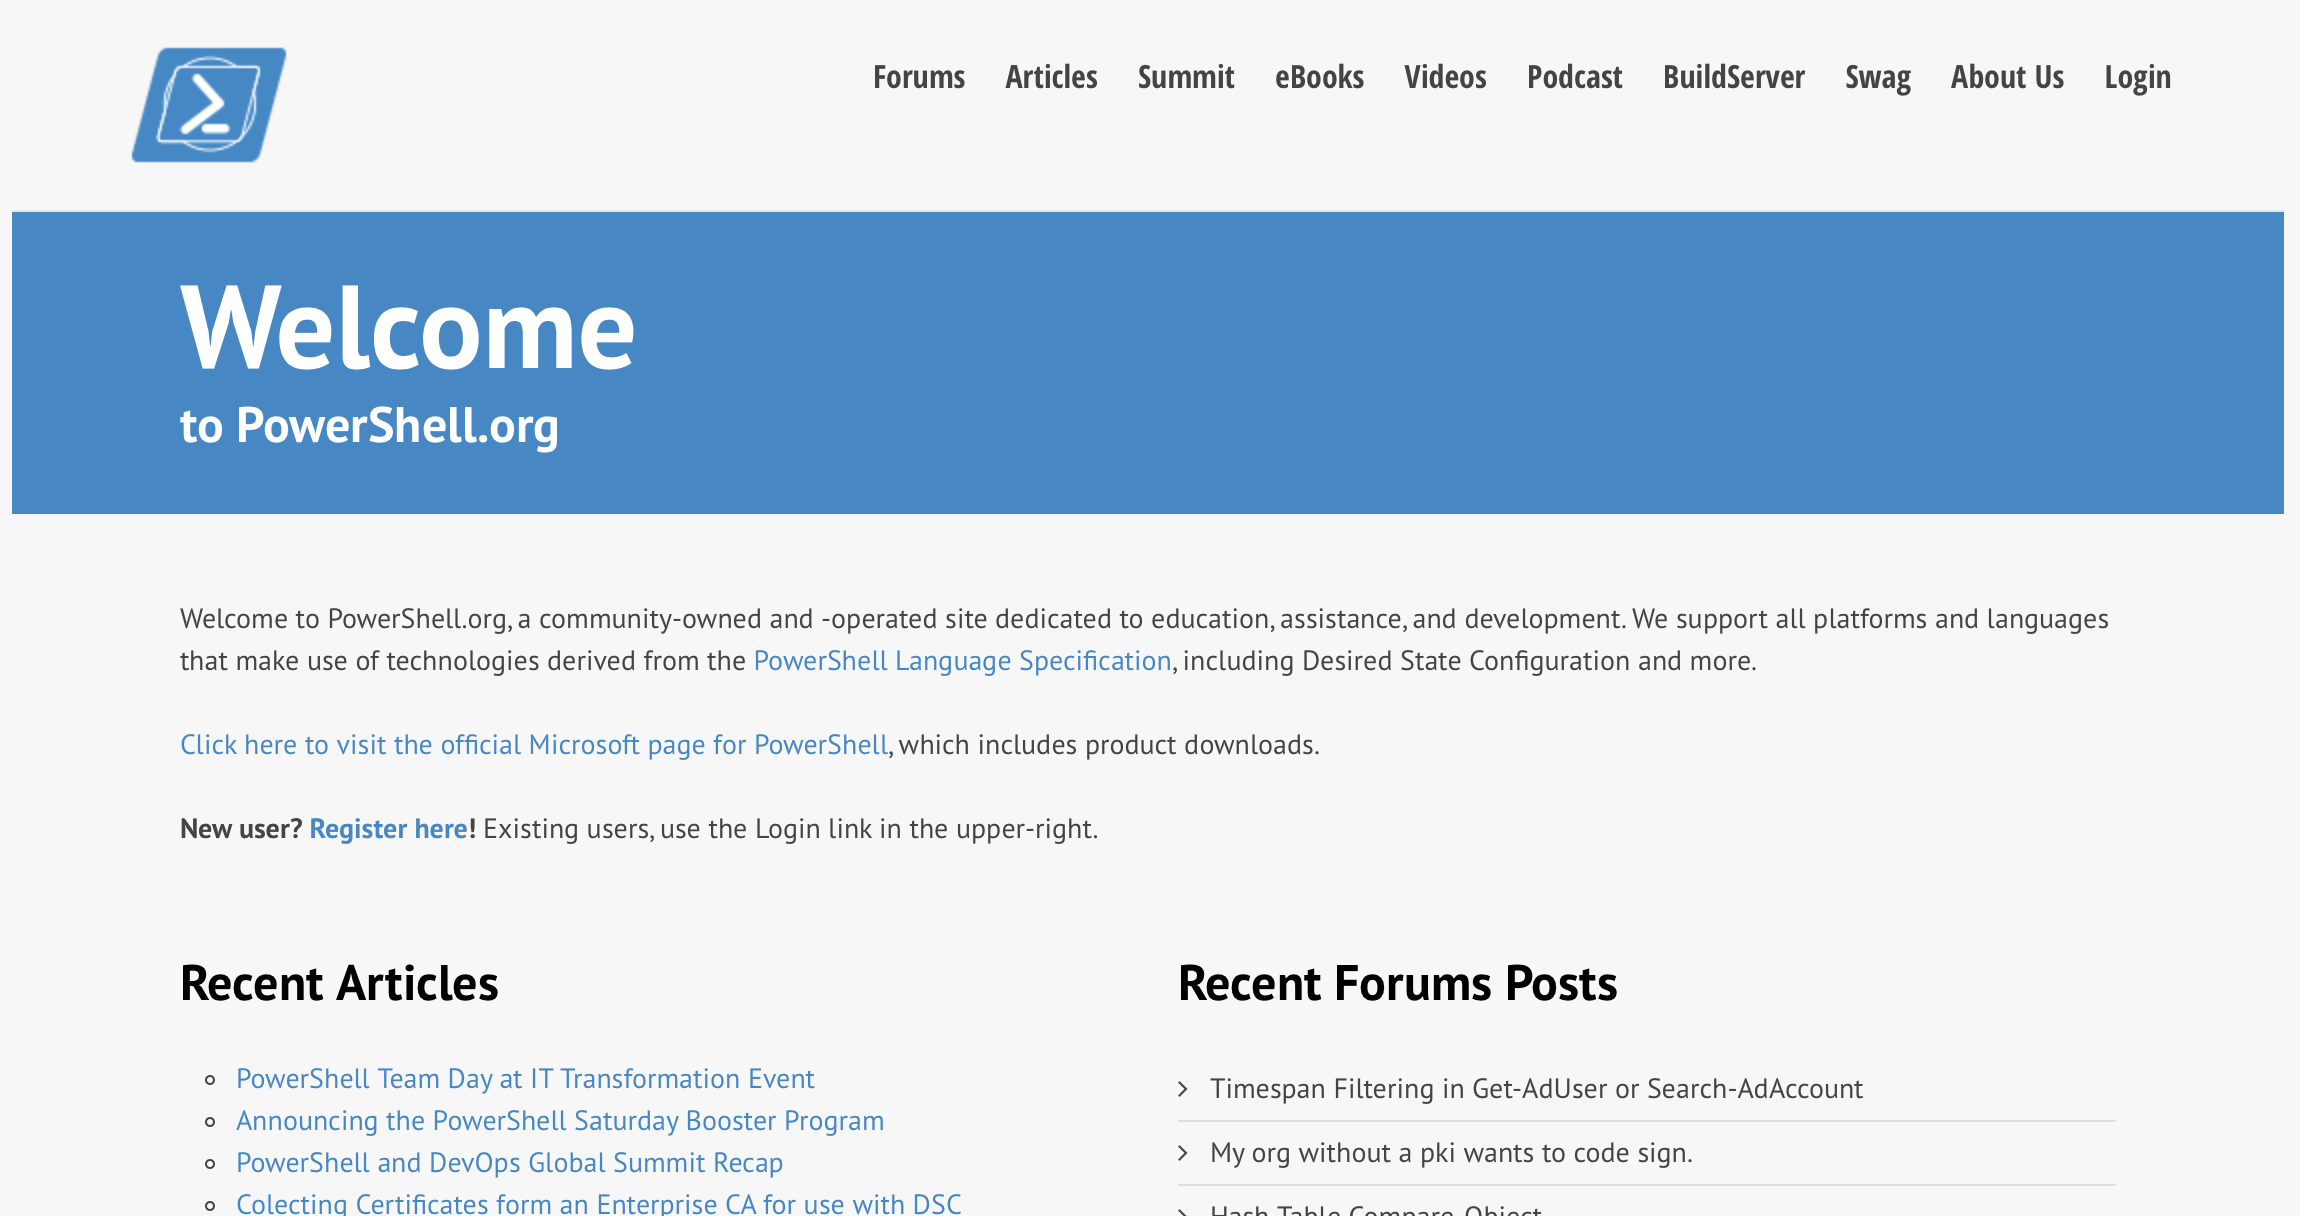 Forums Articles Summit eBooks Videos Podcast BuildServer Swag About Us Login
Welcome
to PowerShell.org
Welcome to PowerShell.org, a community-owned and -operated site dedicated to education, assistance, and development. We support all platforms and languages
that make use of technologies derived from the PowerShell Language Specification, including Desired State Configuration and more.
Click here to visit the official Microsoft page for PowerShell, which includes product downloads.
New user? Register here! Existing users, use the Login link in the upper-right.
Recent Articles
PowerShell Team Day at IT Transformation Event
Announcing the PowerShell Saturday Booster Program
PowerShell and DevOps Global Summit Recap
Colecting Certificates form an Enterprise CA for use with DSC
Recent Forums Posts
Timespan Filtering in Get-AdUser or Search-AdAccount
My org without a pki wants to code sign.
Hash Table Compare-Object